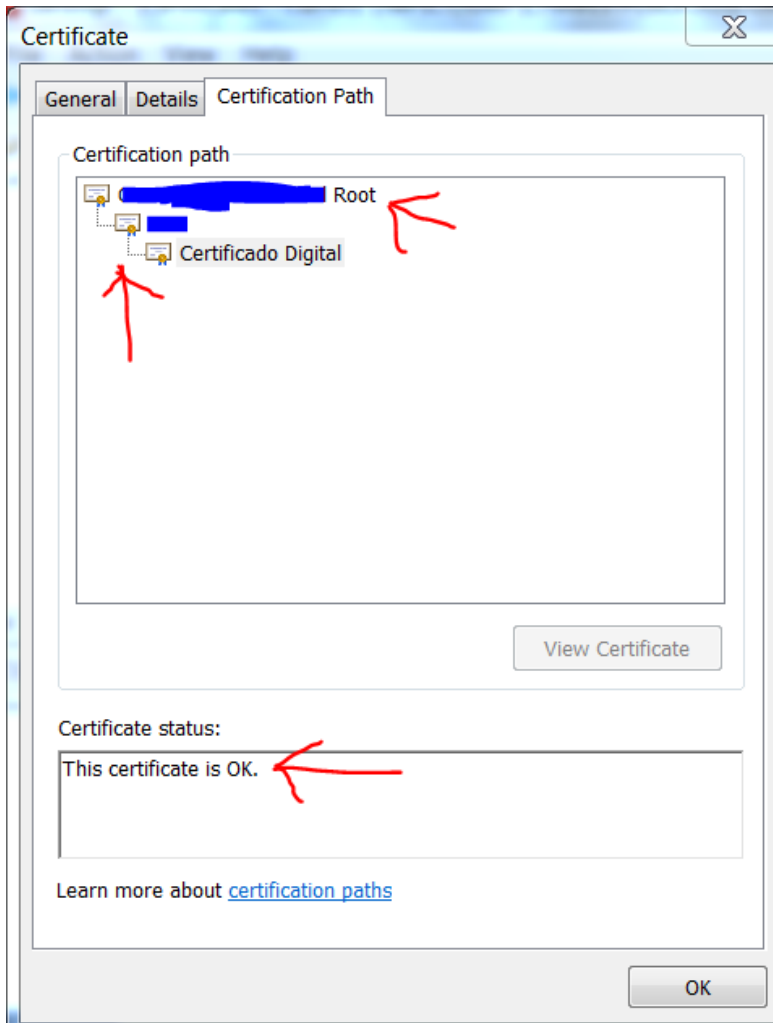 Certificate
General Details Certification Path
Certification path
Root
Certificado Digital
View Certificate
Certificate status:
This certificate is OK.
Learn more about certification paths
OK